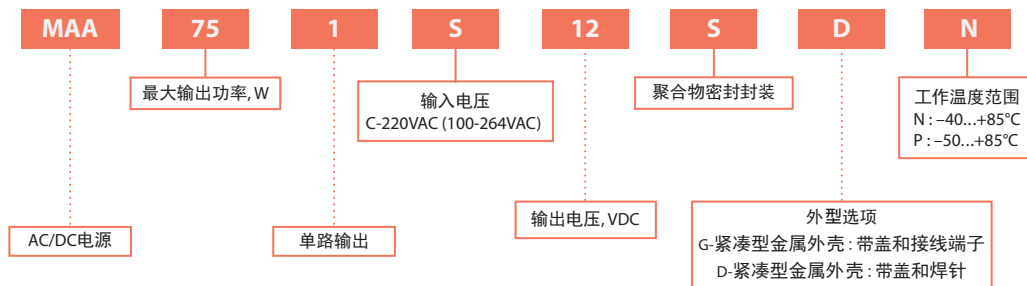 MAA 75 1 S 12 S D N
最大输出功率, W
输入电压
C-220VAC (100-264VAC)
聚合物密封封装
工作温度范围
N : –40...+85°C
P : –50...+85°C
AC/DC电源
单路输出
输出电压, VDC
外型选项
G-紧凑型金属外壳 : 带盖和接线端子
D-紧凑型金属外壳 : 带盖和焊针